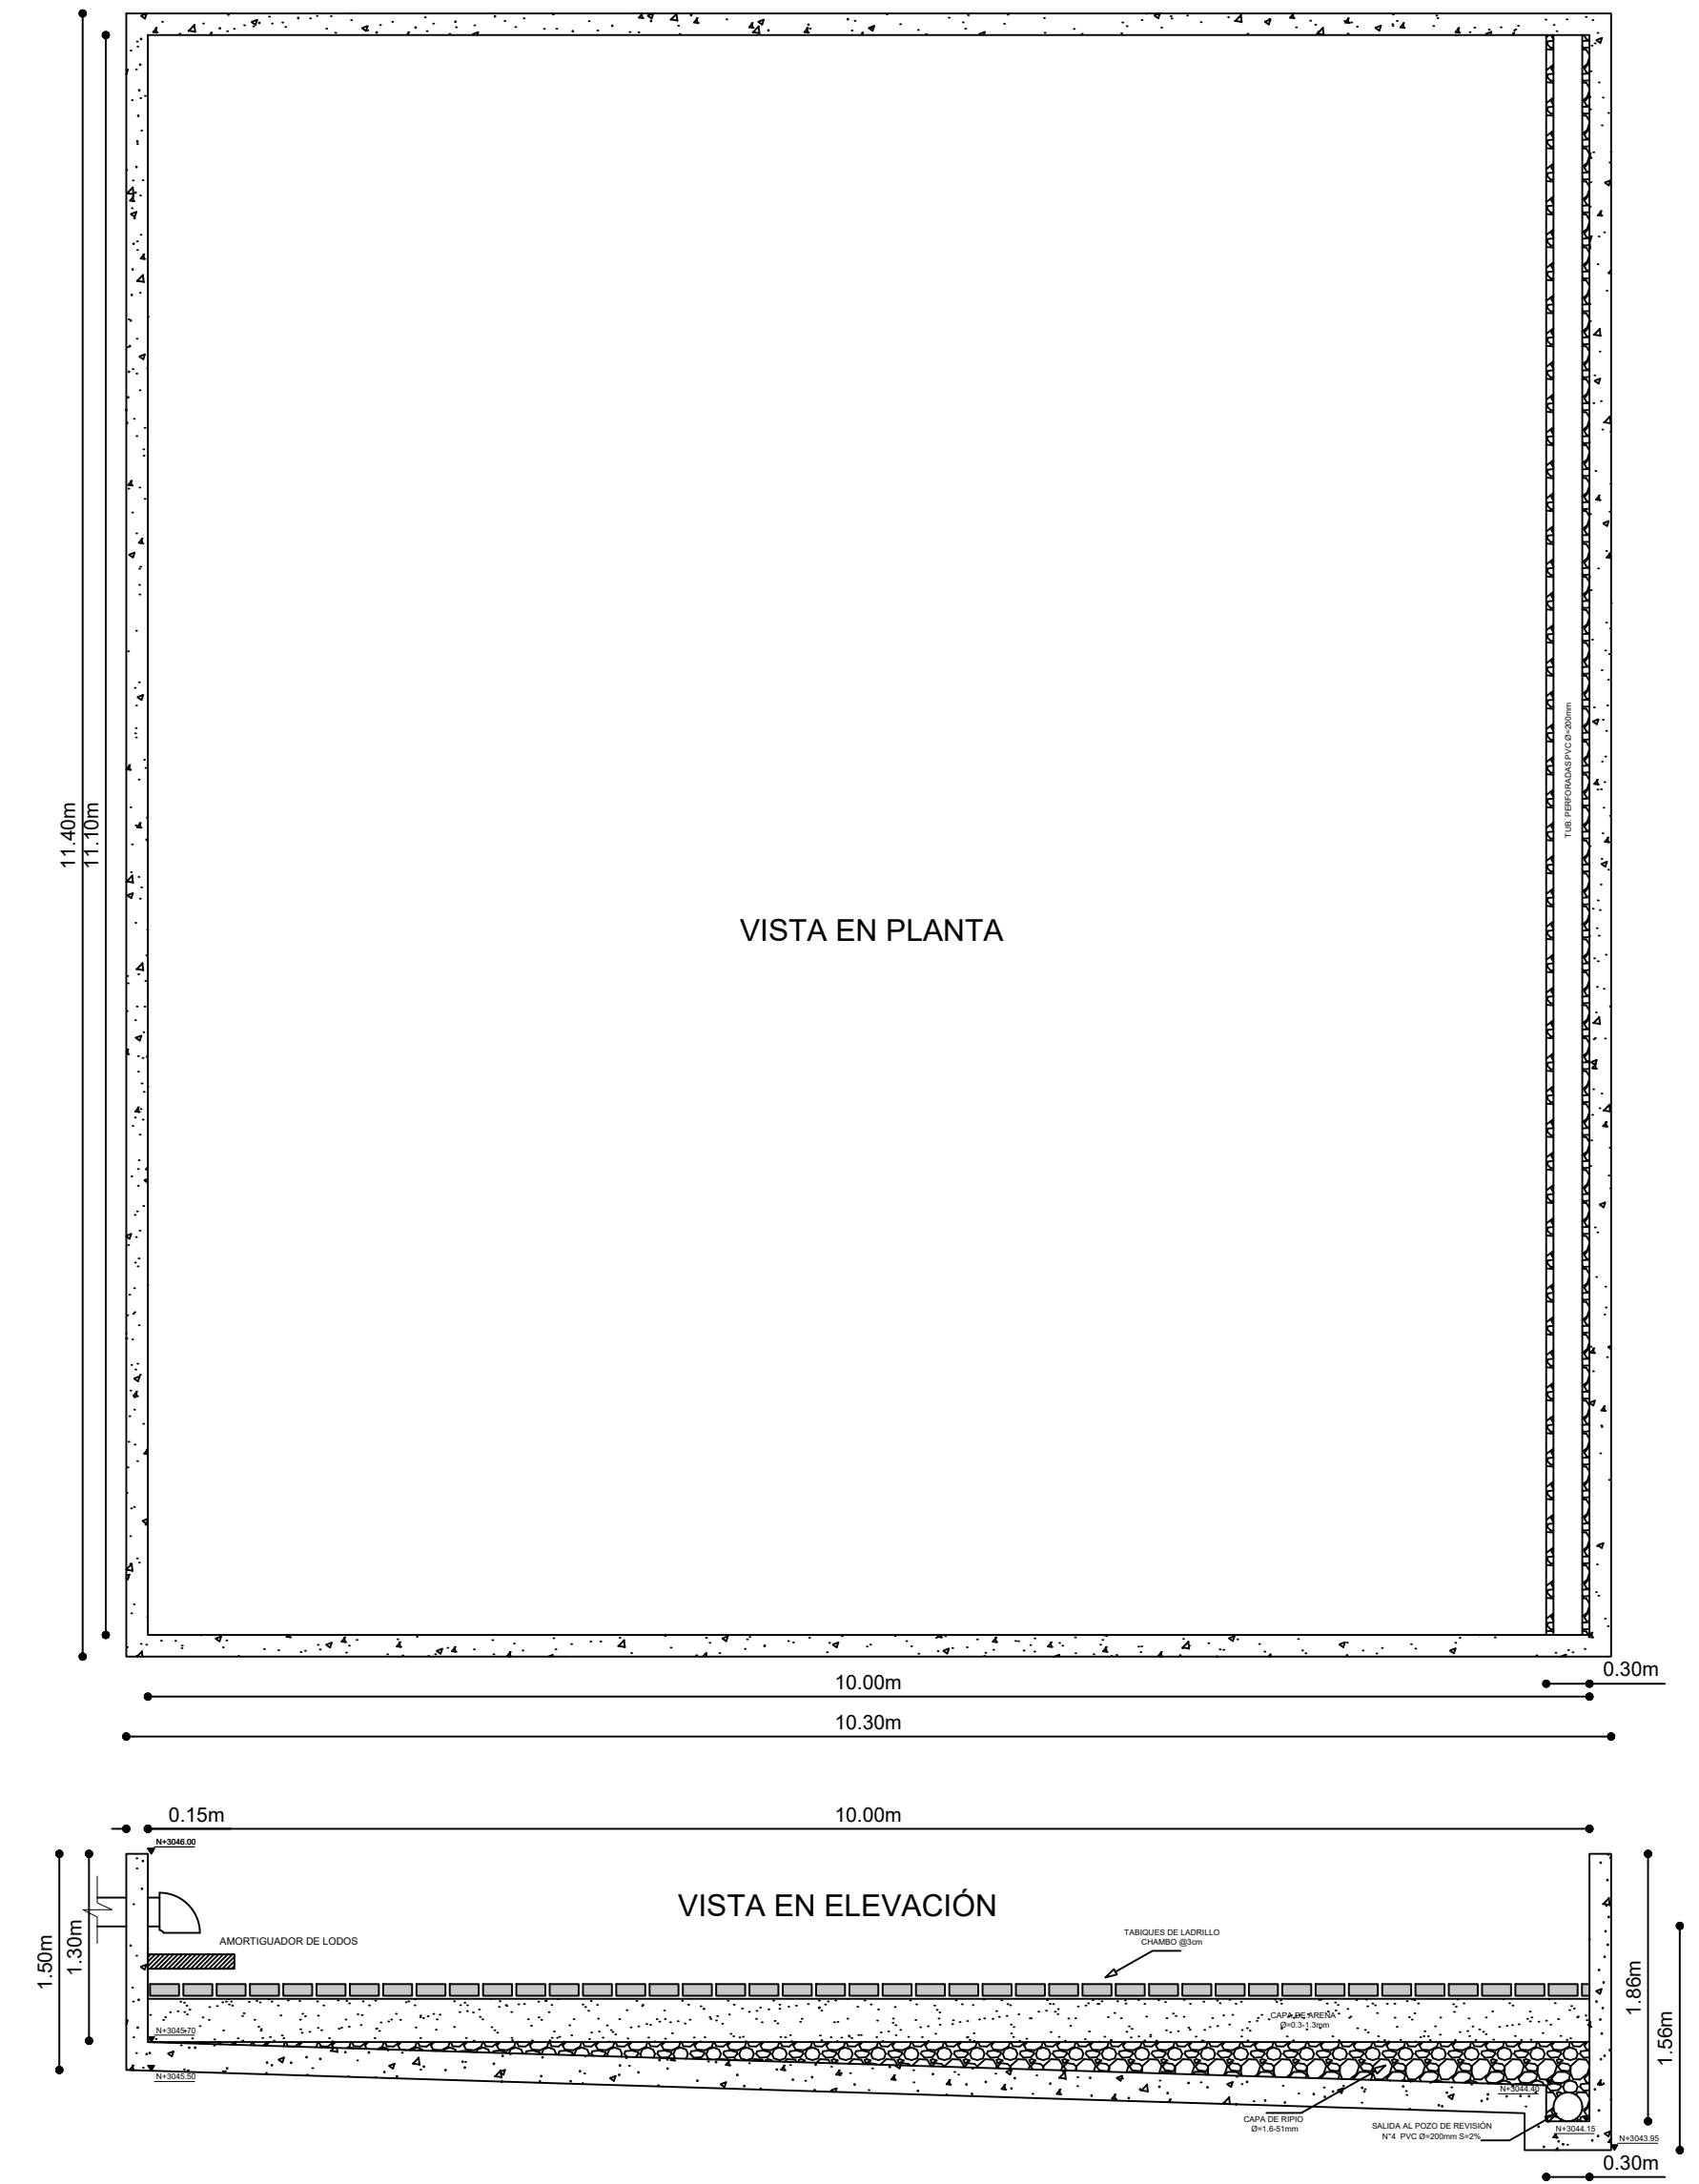 11.40m
11.10m
TUB. PERFORADAS PVC Ø=200mm
VISTA EN PLANTA
0.30m
10.00m
10.30m
0.15m
10.00m
N+3046.00
VISTA EN ELEVACIÓN
1.50m
1.30m
AMORTIGUADOR DE LODOS
TABIQUES DE LADRILLO
CHAMBO @3cm
1.86m
1.56m
CAPA DE ARENA
Ø=0.3-1.3mm
N+3045.70
N+3045.50
N+3044.40
CAPA DE RIPIO
Ø=1.6-51mm
SALIDA AL POZO DE REVISIÓN
N°4 PVC Ø=200mm S=2%
N+3044.15
N+3043.95
0.30m